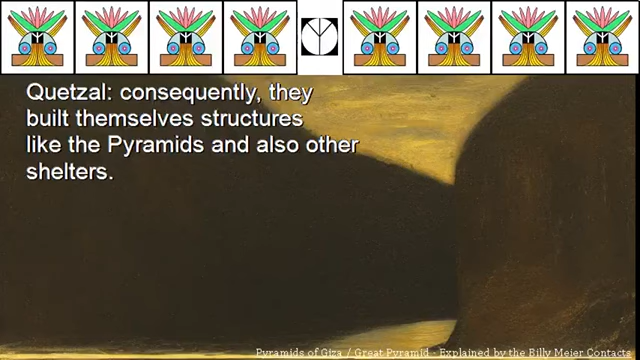 Quetzal: consequently, they
built themselves structures
like the Pyramids and also other
shelters.
Pyramids of Giza / Great Pyramid - Explained by the Billy Meier Contacts